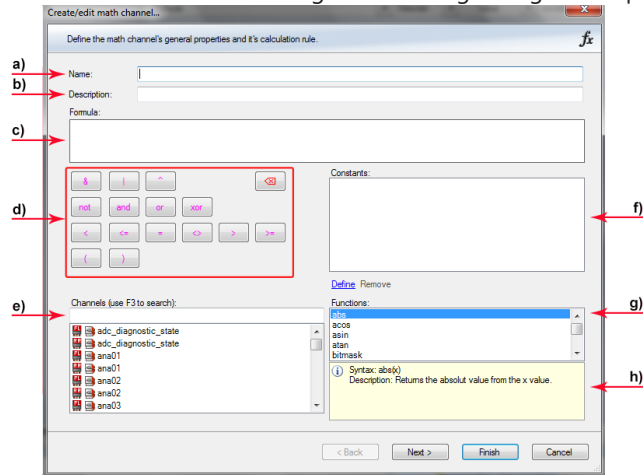 Create/edit math channel...
Define the math channel's general properties and it's calculation rule.
fx
a)
Name:
b)
Description:
Formula:
c)
d)
& | ^
not and or xor
< <= = <> > >=
( )
Constants:
f)
Define Remove
e)
Channels (use F3 to search):
adc_diagnostic_state
adc_diagnostic_state
ana01
ana01
ana02
ana02
ana03
Functions:
g)
abs
acos
asin
atan
bitmask
h)
Syntax: abs(x)
Description: Returns the absolut value from the x value.
< Back Next > Finish Cancel